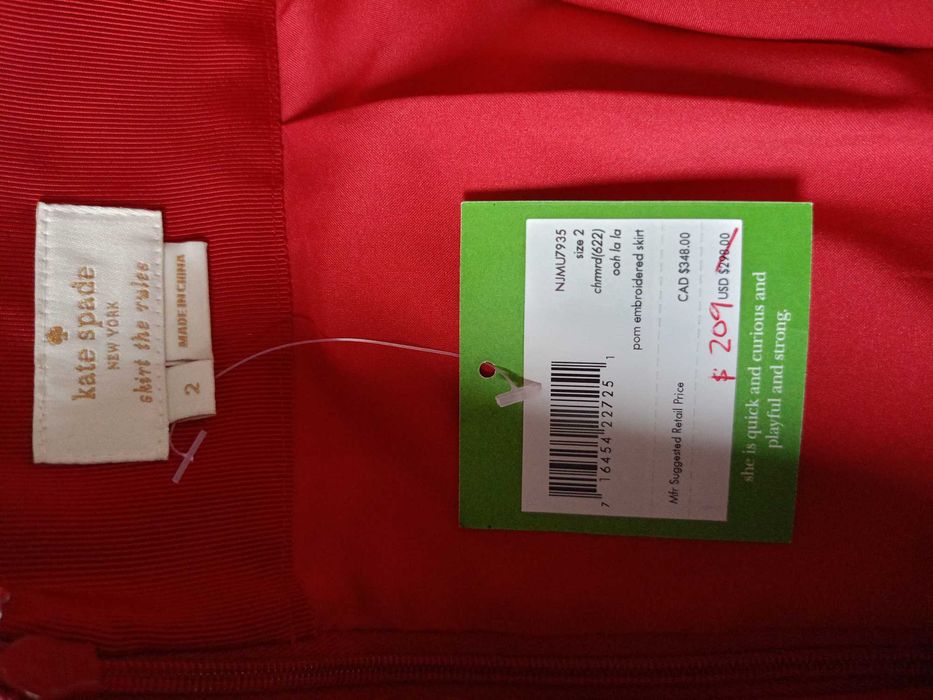 kate spade
NEW YORK
skirt the rules
MADE IN CHINA
2
NJMU7935
size 2
chrmrd(622)
ooh la la
pom embroidered skirt
7 16454 22725 1
Mfr Suggested Retail Price CAD $348.00
$ 209 USD $298.00
she is quick and curious and
playful and strong.